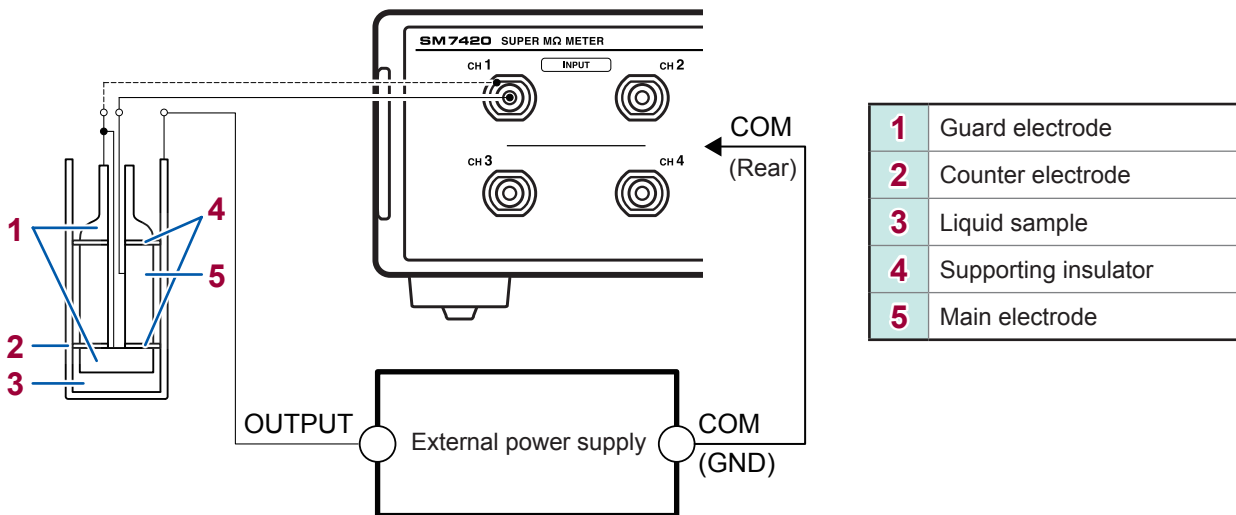 SM7420 SUPER MΩ METER
CH 1
INPUT
CH 2
CH 3
CH 4
COM
(Rear)
1
4
5
2
3
OUTPUT
External power supply
COM
(GND)
1 Guard electrode
2 Counter electrode
3 Liquid sample
4 Supporting insulator
5 Main electrode